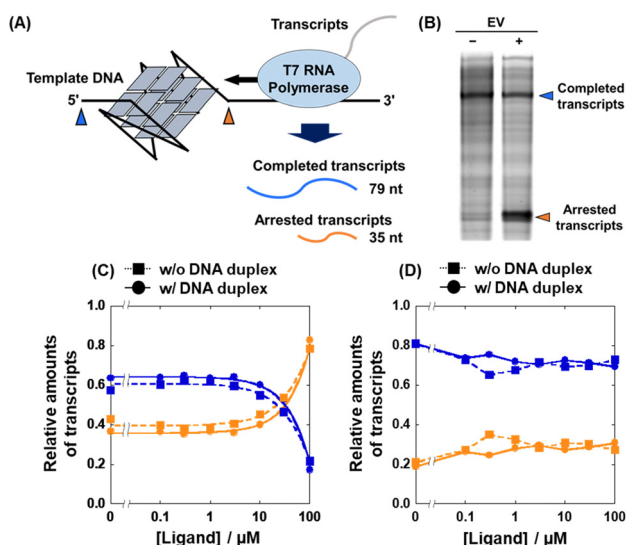 (A)
Transcripts
T7 RNA
Polymerase
Template DNA
5'
3'
Completed transcripts
79 nt
Arrested transcripts
35 nt
(B)
EV
− +
Completed
transcripts
Arrested
transcripts
(C)
w/o DNA duplex
w/ DNA duplex
Relative amounts
of transcripts
1.0
0.8
0.6
0.4
0.2
0.0
0 0.1 1 10 100
[Ligand] / µM
(D)
w/o DNA duplex
w/ DNA duplex
Relative amounts
of transcripts
1.0
0.8
0.6
0.4
0.2
0.0
0 0.1 1 10 100
[Ligand] / µM